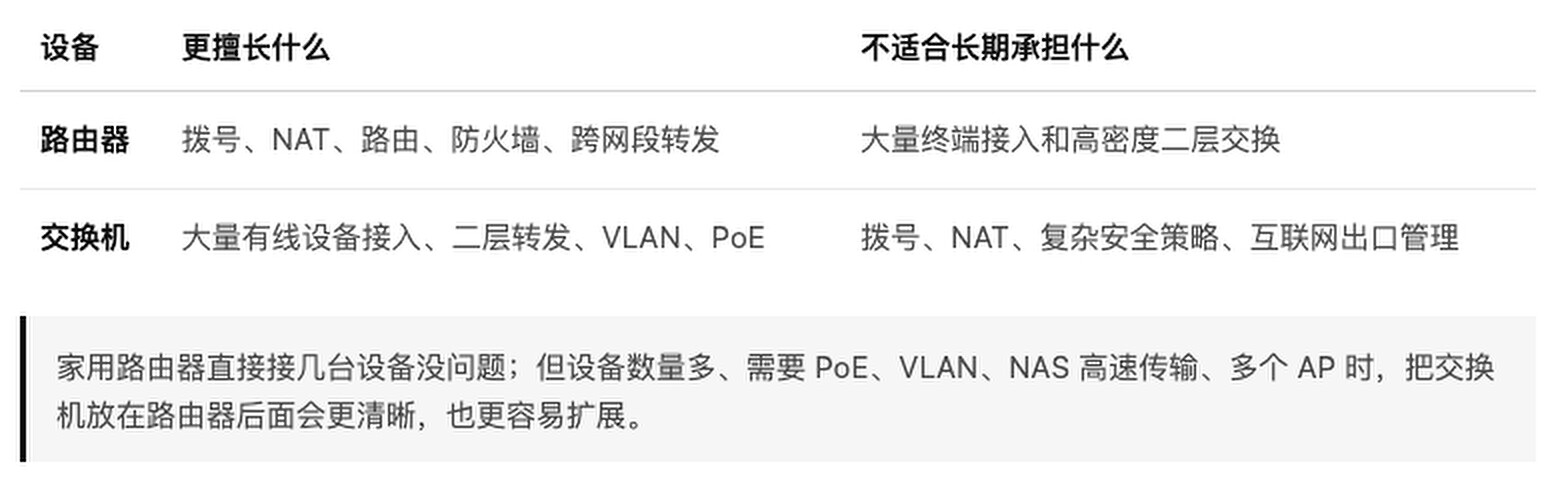 设备 更擅长什么 不适合长期承担什么
路由器 拨号、NAT、路由、防火墙、跨网段转发 大量终端接入和高密度二层交换
交换机 大量有线设备接入、二层转发、VLAN、PoE 拨号、NAT、复杂安全策略、互联网出口管理
家用路由器直接接几台设备没问题；但设备数量多、需要 PoE、VLAN、NAS 高速传输、多个 AP 时，把交换
机放在路由器后面会更清晰，也更容易扩展。